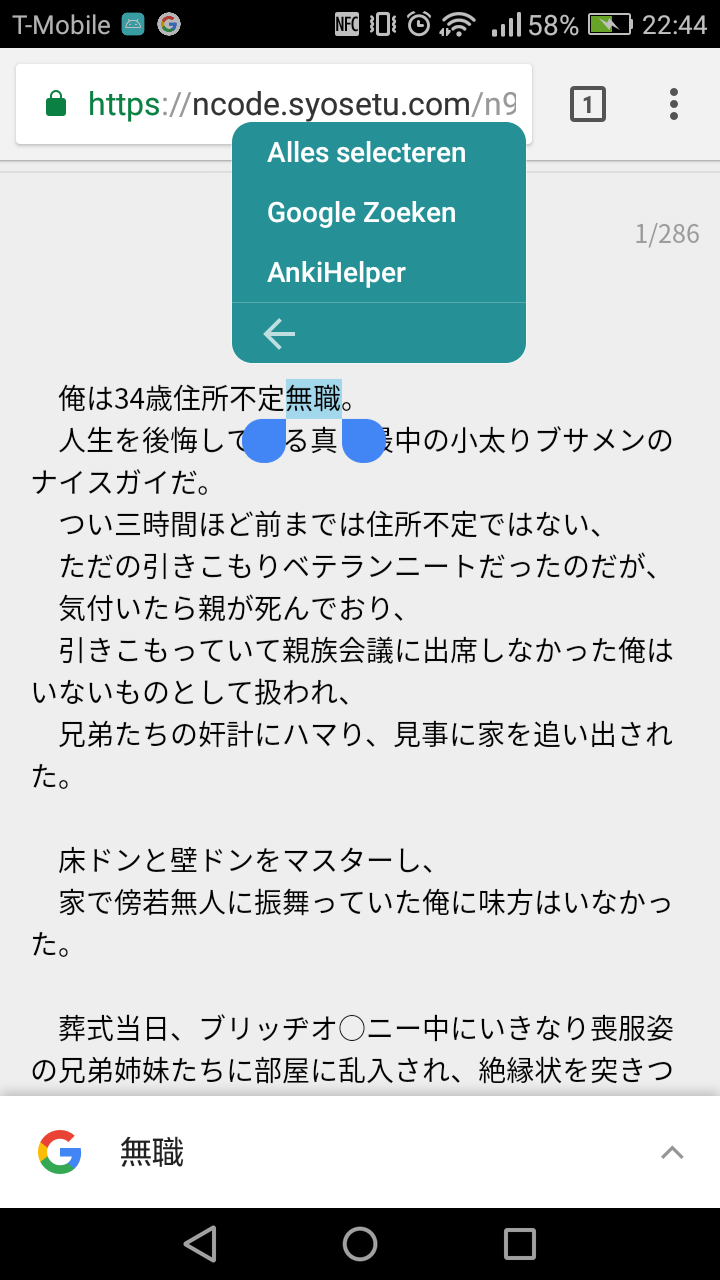 T-Mobile NFC 58% 22:44
https://ncode.syosetu.com/n9 1
Alles selecteren
Google Zoeken
1/286
AnkiHelper
俺は34歳住所不定無職。
人生を後悔して る真 最中の小太りブサメンの
ナイスガイだ。
つい三時間ほど前までは住所不定ではない、
ただの引きこもりベテランニートだったのだが、
気付いたら親が死んでおり、
引きこもっていて親族会議に出席しなかった俺は
いないものとして扱われ、
兄弟たちの奸計にハマり、見事に家を追い出され
た。
床ドンと壁ドンをマスターし、
家で傍若無人に振舞っていた俺に味方はいなかっ
た。
葬式当日、ブリッヂオ〇ニー中にいきなり喪服姿
の兄弟姉妹たちに部屋に乱入され、絶縁状を突きつ
無職